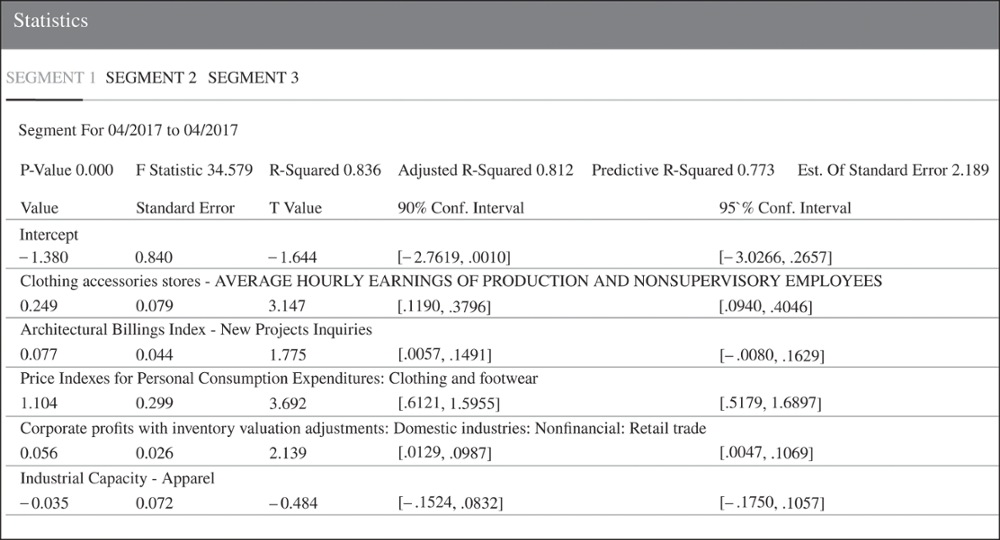 Statistics
SEGMENT 1 SEGMENT 2 SEGMENT 3
Segment For 04/2017 to 04/2017
P-Value 0.000 F Statistic 34.579 R-Squared 0.836 Adjusted R-Squared 0.812 Predictive R-Squared 0.773 Est. Of Standard Error 2.189
Value Standard Error T Value 90% Conf. Interval 95`% Conf. Interval
Intercept
−1.380 0.840 −1.644 [−2.7619, .0010] [−3.0266, .2657]
Clothing accessories stores - AVERAGE HOURLY EARNINGS OF PRODUCTION AND NONSUPERVISORY EMPLOYEES
0.249 0.079 3.147 [.1190, .3796] [.0940, .4046]
Architectural Billings Index - New Projects Inquiries
0.077 0.044 1.775 [.0057, .1491] [−.0080, .1629]
Price Indexes for Personal Consumption Expenditures: Clothing and footwear
1.104 0.299 3.692 [.6121, 1.5955] [.5179, 1.6897]
Corporate profits with inventory valuation adjustments: Domestic industries: Nonfinancial: Retail trade
0.056 0.026 2.139 [.0129, .0987] [.0047, .1069]
Industrial Capacity - Apparel
−0.035 0.072 −0.484 [−.1524, .0832] [−.1750, .1057]